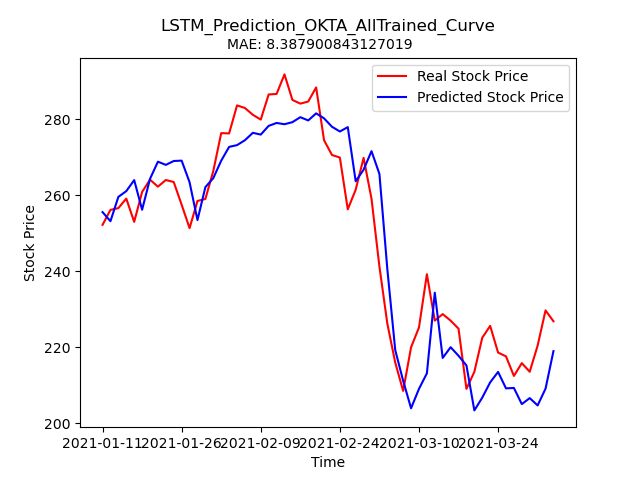 LSTM_Prediction_OKTA_AllTrained_Curve
MAE: 8.387900843127019
Real Stock Price
Predicted Stock Price
Stock Price
280
260
240
220
200
2021-01-11 2021-01-26 2021-02-09 2021-02-24 2021-03-10 2021-03-24
Time